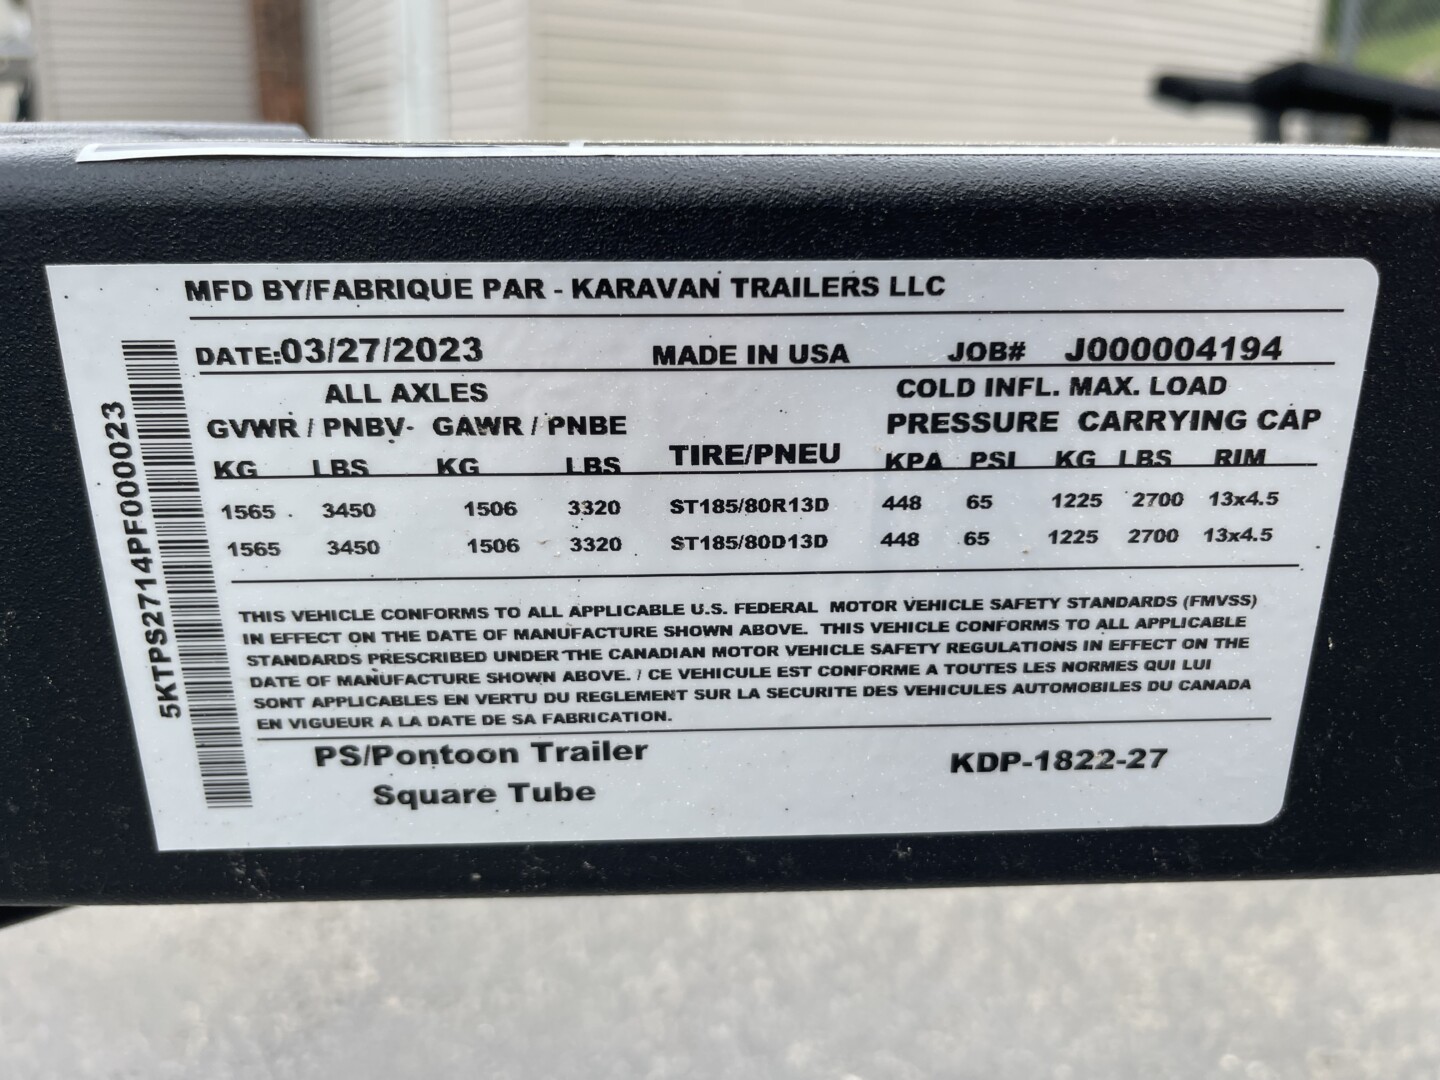 MFD BY/FABRIQUE PAR - KARAVAN TRAILERS LLC
DATE:03/27/2023 MADE IN USA JOB# J000004194
ALL AXLES COLD INFL. MAX. LOAD
GVWR / PNBV- GAWR / PNBE TIRE/PNEU PRESSURE CARRYING CAP
KG LBS KG LBS KPA PSI KG LBS RIM
1565 3450 1506 3320 ST185/80R13D 448 65 1225 2700 13x4.5
1565 3450 1506 3320 ST185/80D13D 448 65 1225 2700 13x4.5
THIS VEHICLE CONFORMS TO ALL APPLICABLE U.S. FEDERAL MOTOR VEHICLE SAFETY STANDARDS (FMVSS)
IN EFFECT ON THE DATE OF MANUFACTURE SHOWN ABOVE. THIS VEHICLE CONFORMS TO ALL APPLICABLE
STANDARDS PRESCRIBED UNDER THE CANADIAN MOTOR VEHICLE SAFETY REGULATIONS IN EFFECT ON THE
DATE OF MANUFACTURE SHOWN ABOVE. / CE VEHICULE EST CONFORME A TOUTES LES NORMES QUI LUI
SONT APPLICABLES EN VERTU DU REGLEMENT SUR LA SECURITE DES VEHICULES AUTOMOBILES DU CANADA
EN VIGUEUR A LA DATE DE SA FABRICATION.
PS/Pontoon Trailer KDP-1822-27
Square Tube
5KTPS2714PF000023